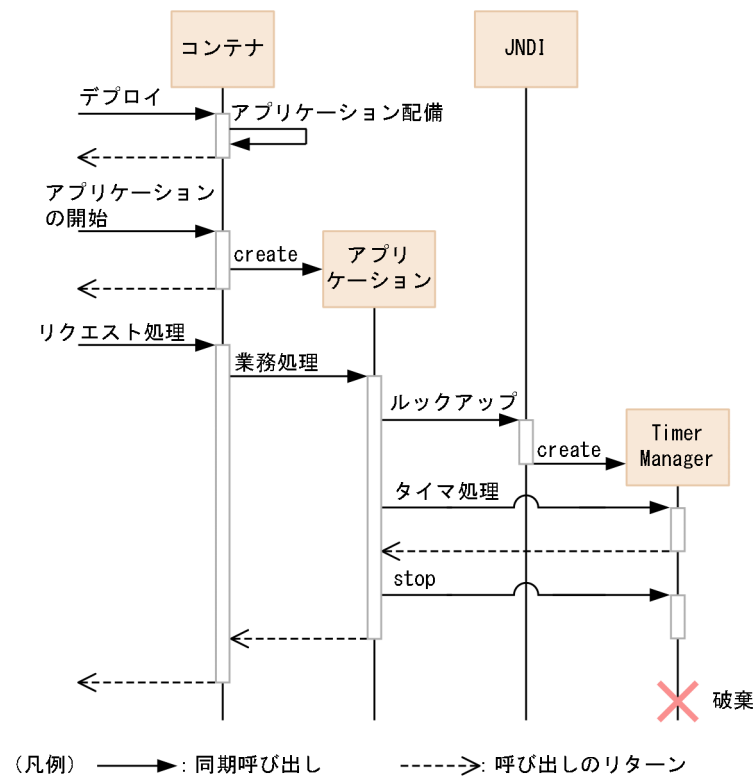 コンテナ
JNDI
デプロイ
アプリケーション配備
アプリケーション
の開始
create
アプリ
ケーション
リクエスト処理
業務処理
ルックアップ
create
Timer
Manager
タイマ処理
stop
破棄
(凡例) : 同期呼び出し : 呼び出しのリターン